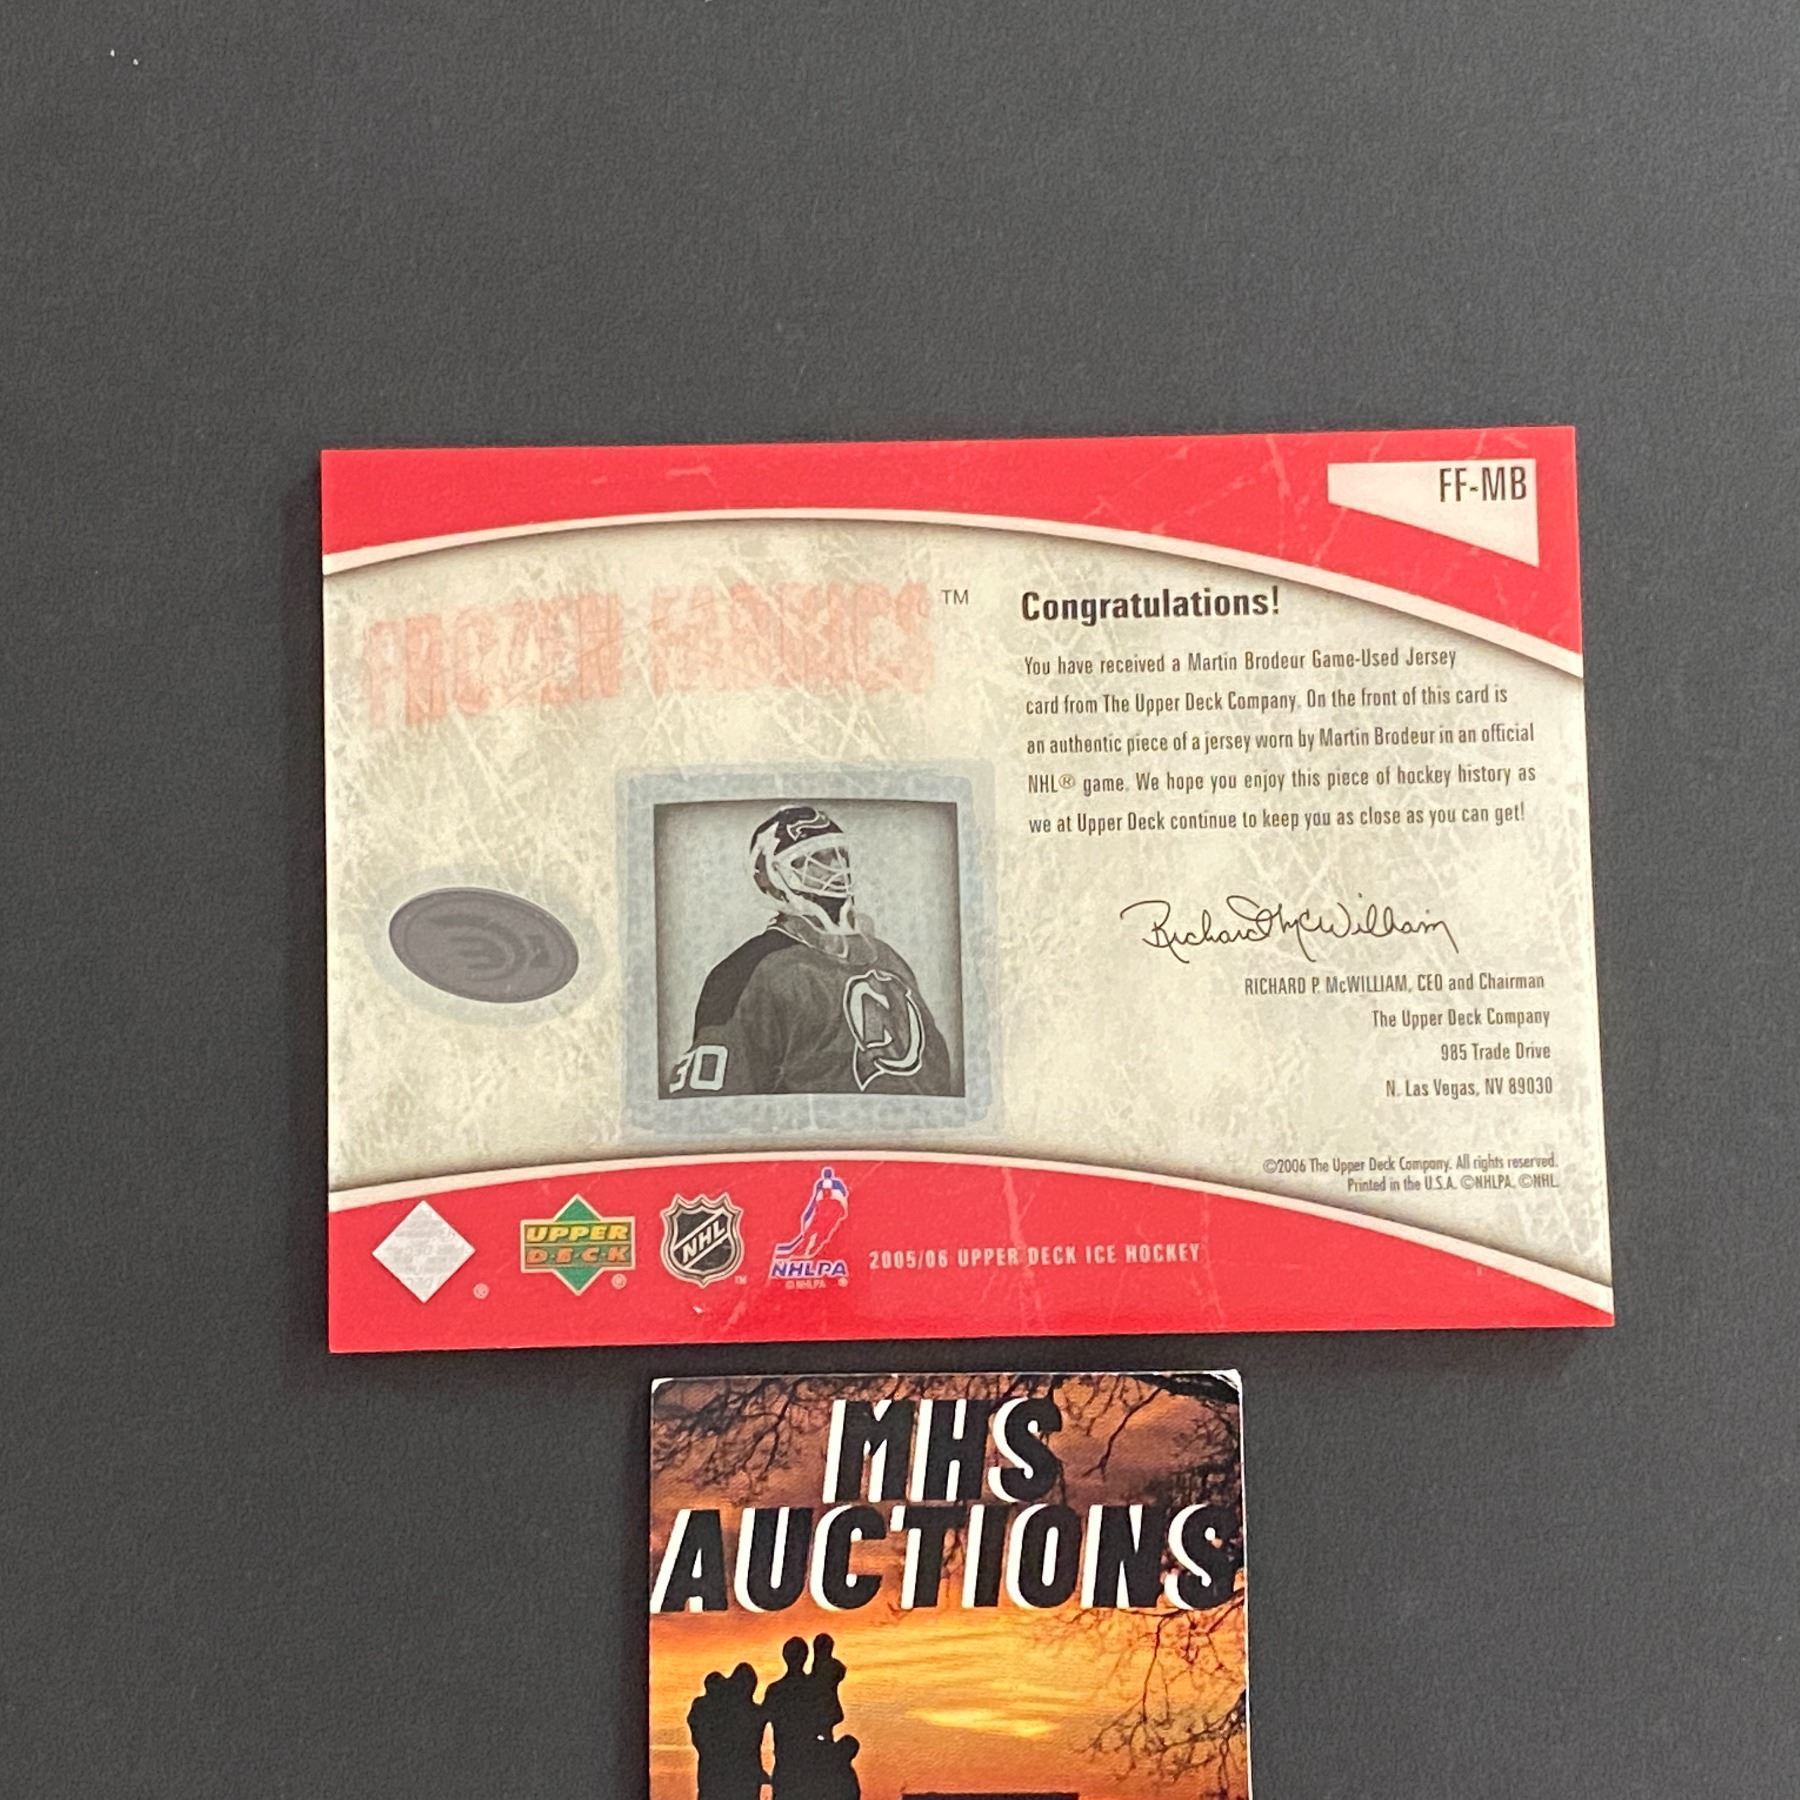 FF-MB
FROZEN FABRICS™
Congratulations!
You have received a Martin Brodeur Game-Used Jersey
card from The Upper Deck Company. On the front of this card is
an authentic piece of a jersey worn by Martin Brodeur in an official
NHL® game. We hope you enjoy this piece of hockey history as
we at Upper Deck continue to keep you as close as you can get!
Richard McWilliam
RICHARD P. McWILLIAM, CEO and Chairman
The Upper Deck Company
985 Trade Drive
N. Las Vegas, NV 89030
30
©2006 The Upper Deck Company. All rights reserved.
Printed in the U.S.A. ©NHLPA. ©NHL.
®
UPPER
D·E·C·K
®
NHL
TM
NHLPA
©NHLPA ®
2005/06 UPPER DECK ICE HOCKEY
MHS
AUCTIONS